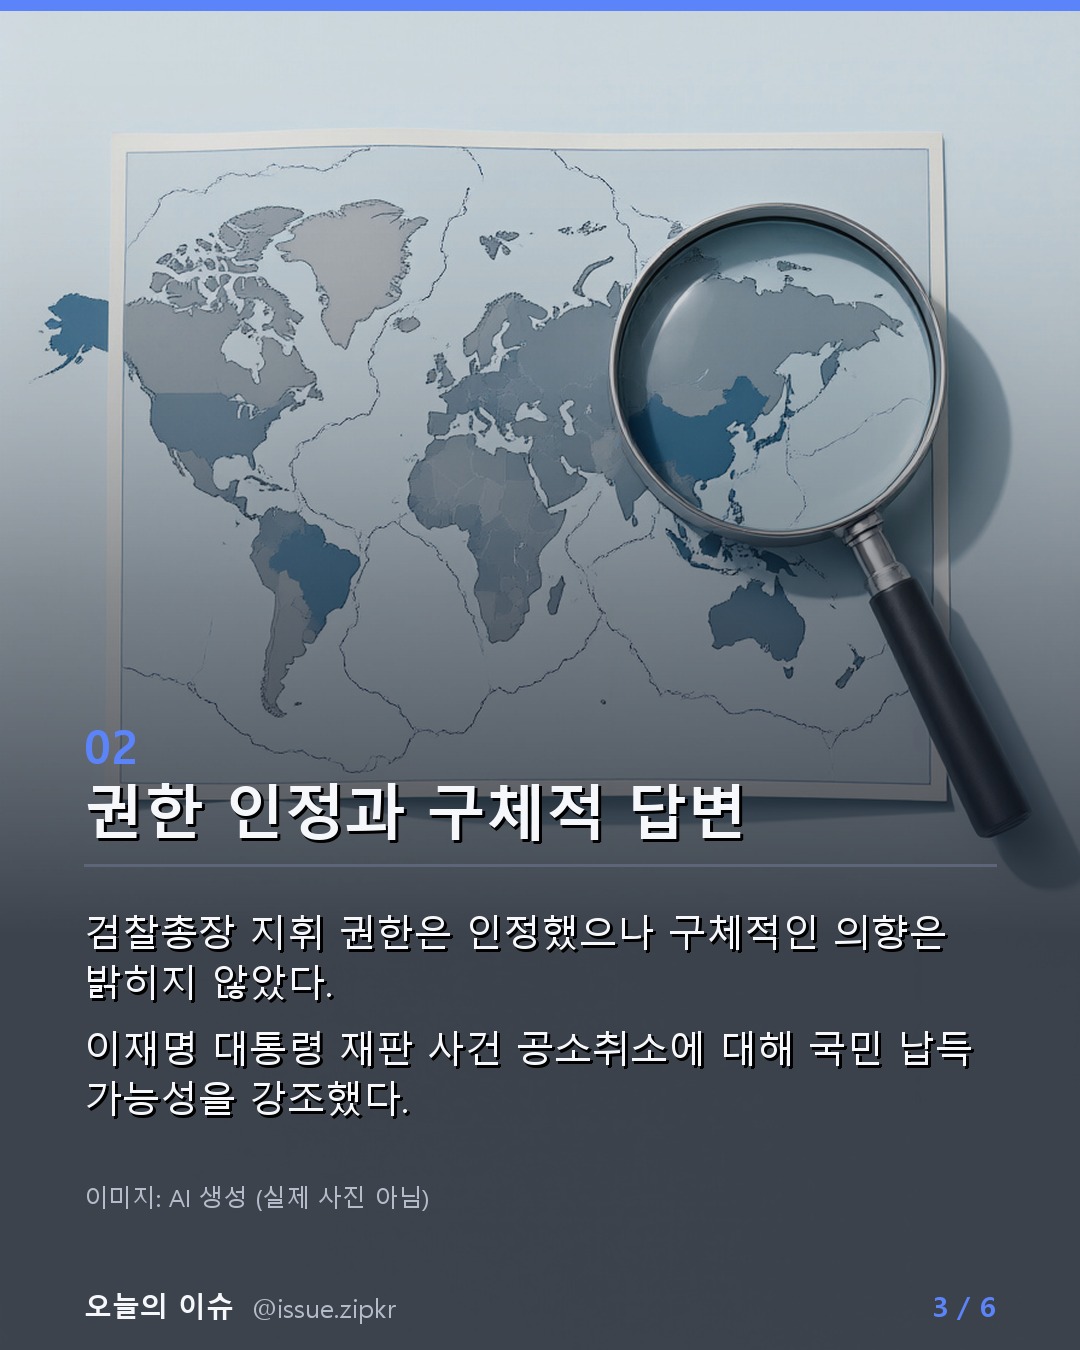 02
권한 인정과 구체적 답변
검찰총장 지휘 권한은 인정했으나 구체적인 의향은
밝히지 않았다.
이재명 대통령 재판 사건 공소취소에 대해 국민 납득
가능성을 강조했다.
이미지: AI 생성 (실제 사진 아님)
오늘의 이슈 @issue.zipkr
3 / 6